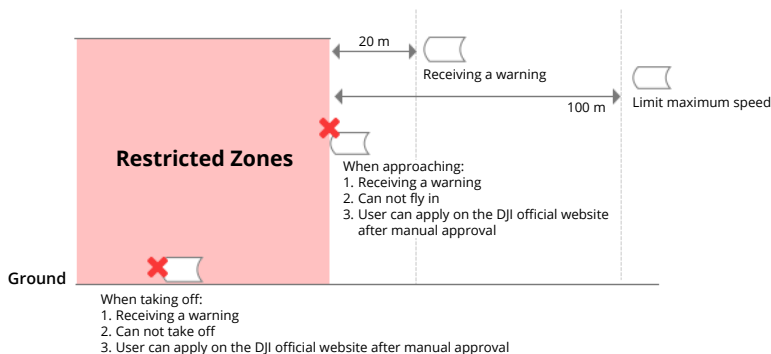 20 m
Receiving a warning
100 m
Limit maximum speed
Restricted Zones
When approaching:
1. Receiving a warning
2. Can not fly in
3. User can apply on the DJI official website
after manual approval
Ground
When taking off:
1. Receiving a warning
2. Can not take off
3. User can apply on the DJI official website after manual approval